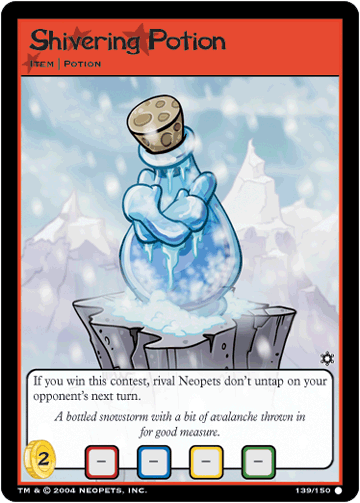 Shivering Potion
Item | Potion
If you win this contest, rival Neopets don't untap on your
opponent's next turn.
A bottled snowstorm with a bit of avalanche thrown in
for good measure.
2
– – – –
TM & © 2004 NEOPETS, INC.
139/150